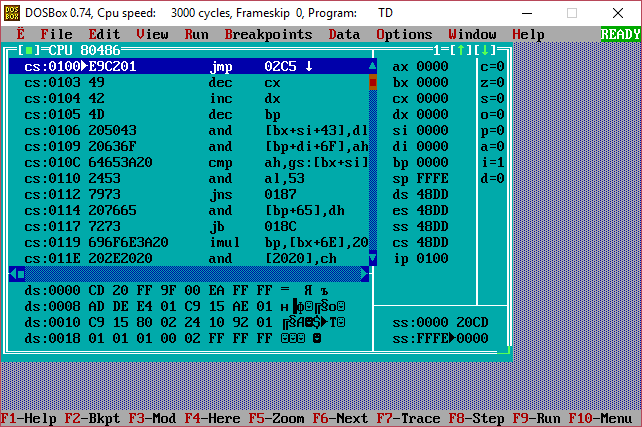 DOSBox 0.74, Cpu speed: 3000 cycles, Frameskip 0, Program: TD
Ë File Edit View Run Breakpoints Data Options Window Help READY
[■]=CPU 80486 1=[↑][↓]
cs:0100►E9C201 jmp 02C5 ↓ ax 0000 c=0
cs:0103 49 dec cx bx 0000 z=0
cs:0104 42 inc dx cx 0000 s=0
cs:0105 4D dec bp dx 0000 o=0
cs:0106 205043 and [bx+si+43],dl si 0000 p=0
cs:0109 20636F and [bp+di+6F],ah di 0000 a=0
cs:010C 64653A20 cmp ah,gs:[bx+si] bp 0000 i=1
cs:0110 2453 and al,53 sp FFFE d=0
cs:0112 7973 jns 0187 ds 48DD
cs:0114 207665 and [bp+65],dh es 48DD
cs:0117 7273 jb 018C ss 48DD
cs:0119 696F6E3A20 imul bp,[bx+6E],20 cs 48DD
cs:011E 202E2020 and [2020],ch ip 0100
ds:0000 CD 20 FF 9F 00 EA FF FF = Я ъ
ds:0008 AD DE E4 01 C9 15 AE 01
ds:0010 C9 15 80 02 24 10 92 01 ss:0000 20CD
ds:0018 01 01 01 00 02 FF FF FF ss:FFFE►0000
F1-Help F2-Bkpt F3-Mod F4-Here F5-Zoom F6-Next F7-Trace F8-Step F9-Run F10-Menu